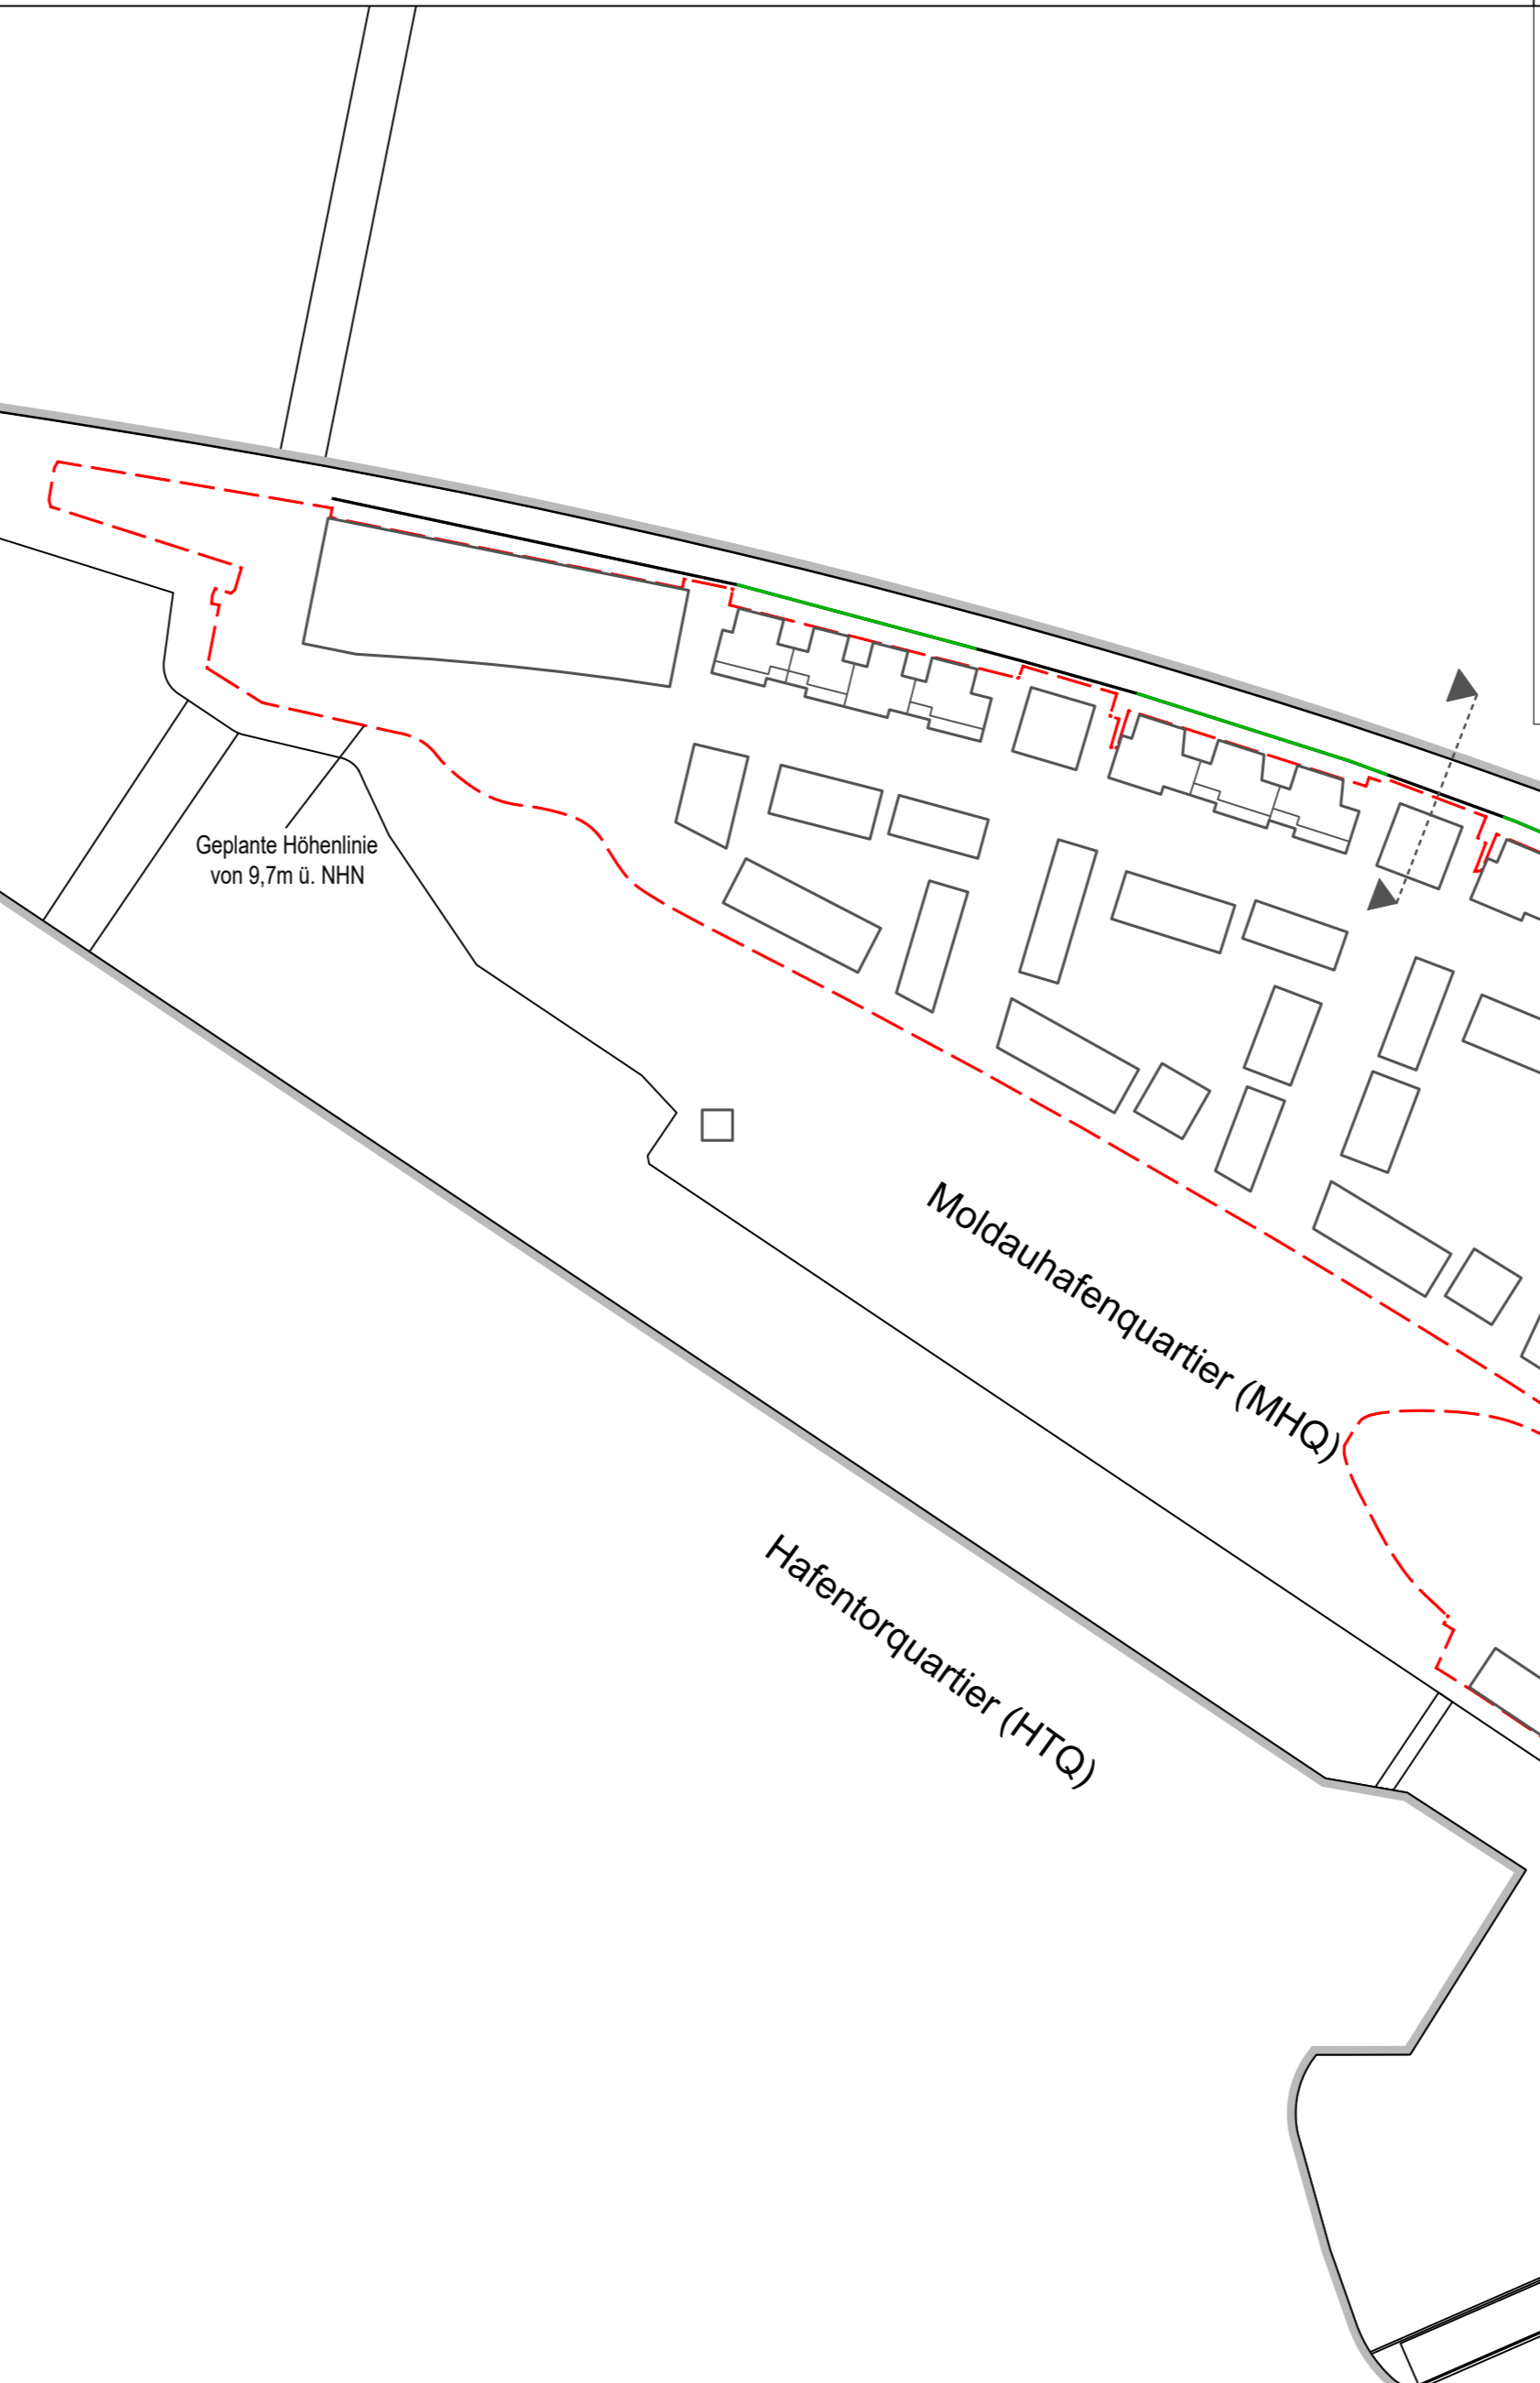 Geplante Höhenlinie
von 9,7m ü. NHN
Moldauhafenquartier (MHQ)
Hafentorquartier (HTQ)